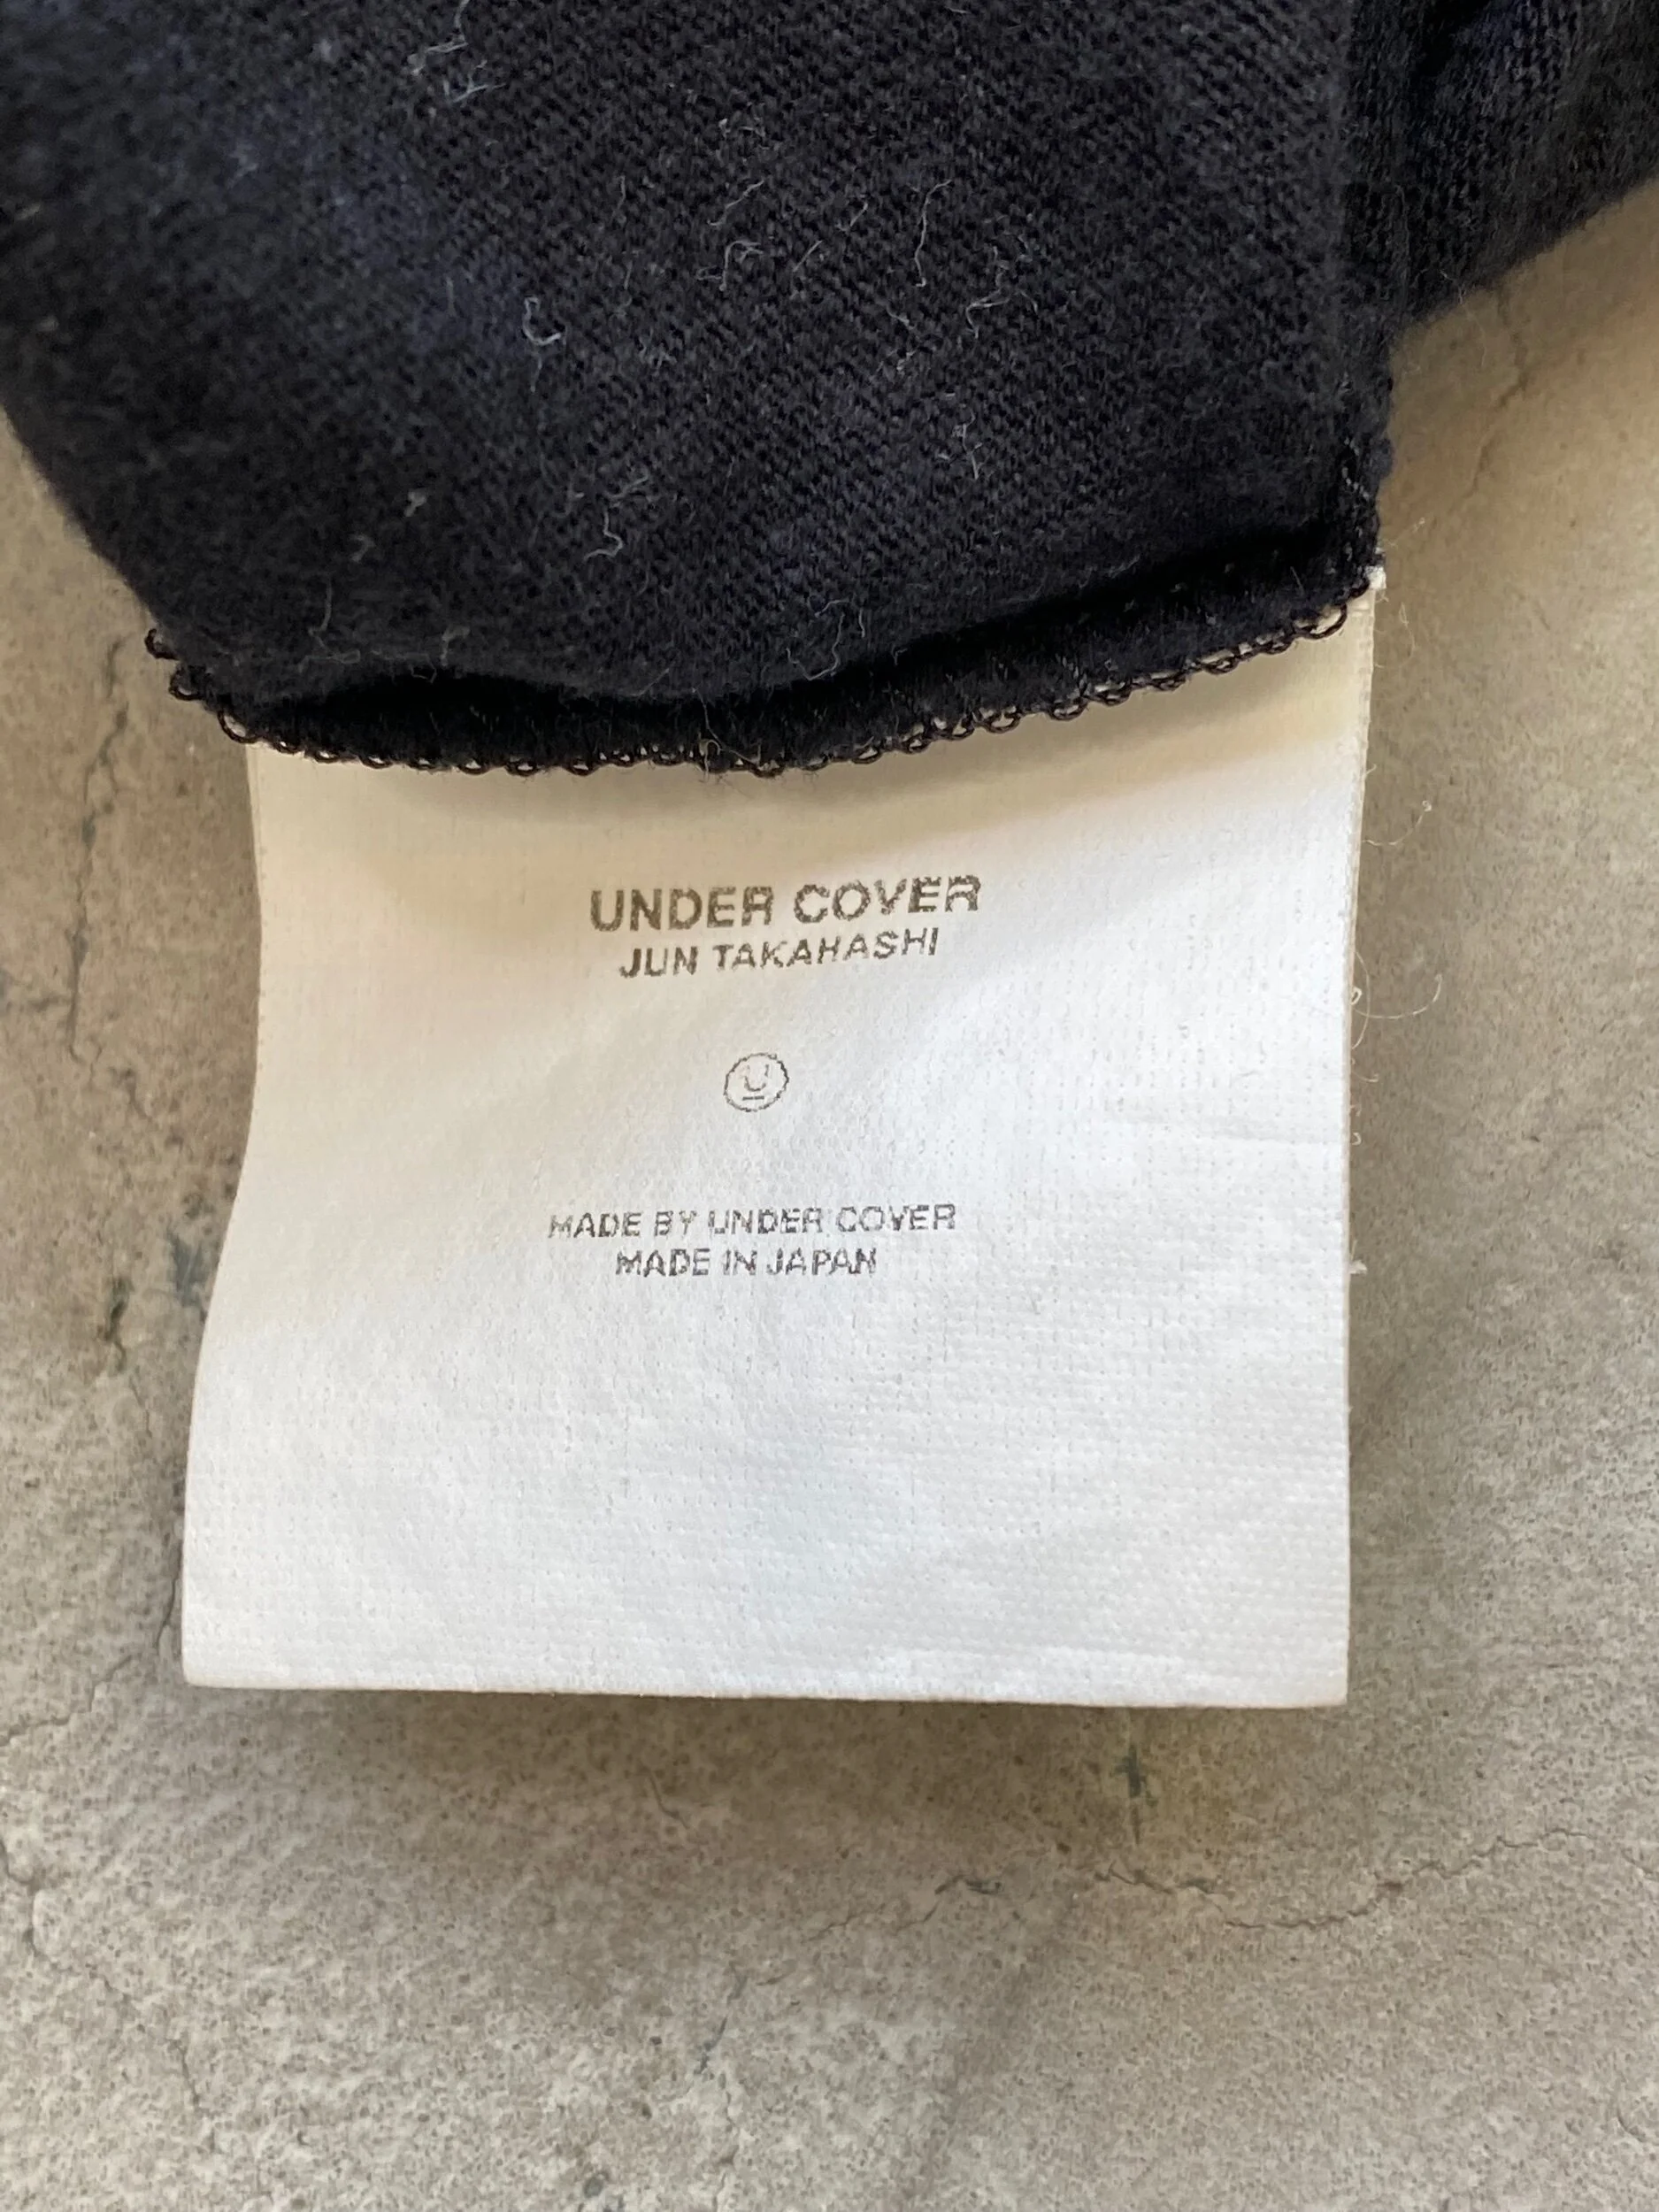 UNDER COVER
JUN TAKAHASHI
U
MADE BY UNDER COVER
MADE IN JAPAN